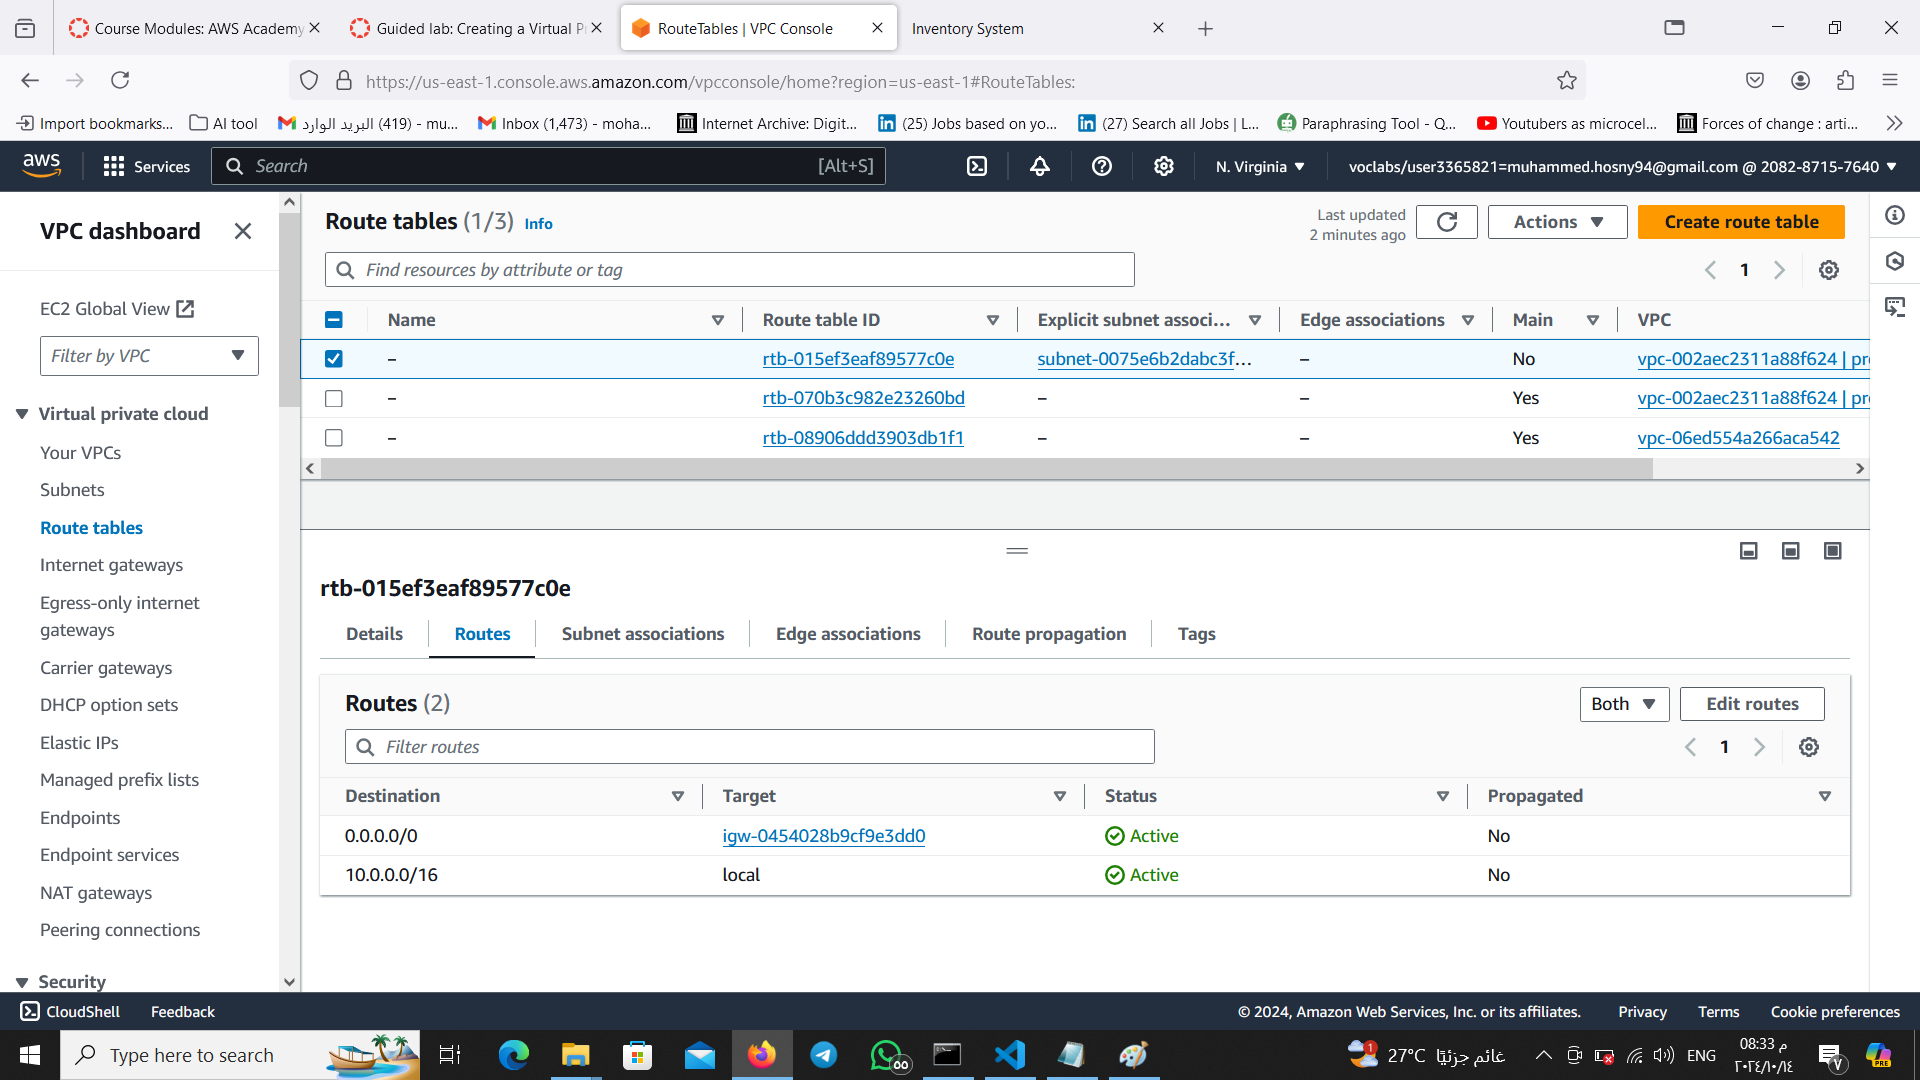 Course Modules: AWS Academy
Guided lab: Creating a Virtual Pr
RouteTables | VPC Console
Inventory System
https://us-east-1.console.aws.amazon.com/vpcconsole/home?region=us-east-1#RouteTables:
Import bookmarks...
AI tool
البريد الوارد (419) - mu...
Inbox (1,473) - moha...
Internet Archive: Digit...
(25) Jobs based on yo...
(27) Search all Jobs | L...
Paraphrasing Tool - Q...
Youtubers as microcel...
Forces of change : arti...
aws
Services
Search
[Alt+S]
N. Virginia
voclabs/user3365821=muhammed.hosny94@gmail.com @ 2082-8715-7640
VPC dashboard
EC2 Global View
Filter by VPC
Virtual private cloud
Your VPCs
Subnets
Route tables
Internet gateways
Egress-only internet
gateways
Carrier gateways
DHCP option sets
Elastic IPs
Managed prefix lists
Endpoints
Endpoint services
NAT gateways
Peering connections
Security
Route tables (1/3) Info
Last updated
2 minutes ago
Actions
Create route table
Find resources by attribute or tag
1
Name Route table ID Explicit subnet associ... Edge associations Main VPC
– rtb-015ef3eaf89577c0e subnet-0075e6b2dabc3f... – No vpc-002aec2311a88f624 | pr
– rtb-070b3c982e23260bd – – Yes vpc-002aec2311a88f624 | pr
– rtb-08906ddd3903db1f1 – – Yes vpc-06ed554a266aca542
rtb-015ef3eaf89577c0e
Details Routes Subnet associations Edge associations Route propagation Tags
Routes (2)
Both
Edit routes
Filter routes
1
Destination Target Status Propagated
0.0.0.0/0 igw-0454028b9cf9e3dd0 Active No
10.0.0.0/16 local Active No
CloudShell
Feedback
© 2024, Amazon Web Services, Inc. or its affiliates.
Privacy
Terms
Cookie preferences
Type here to search
1
27°C غائم جزئيًا
ENG
08:33 م
٢٠٢٤/١٠/١٤
V
PRE